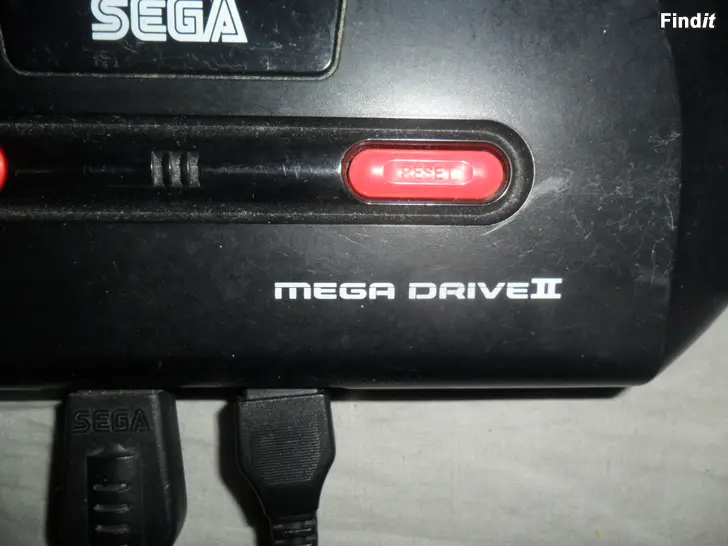 Findit
SEGA
RESET
MEGA DRIVE II
SEGA